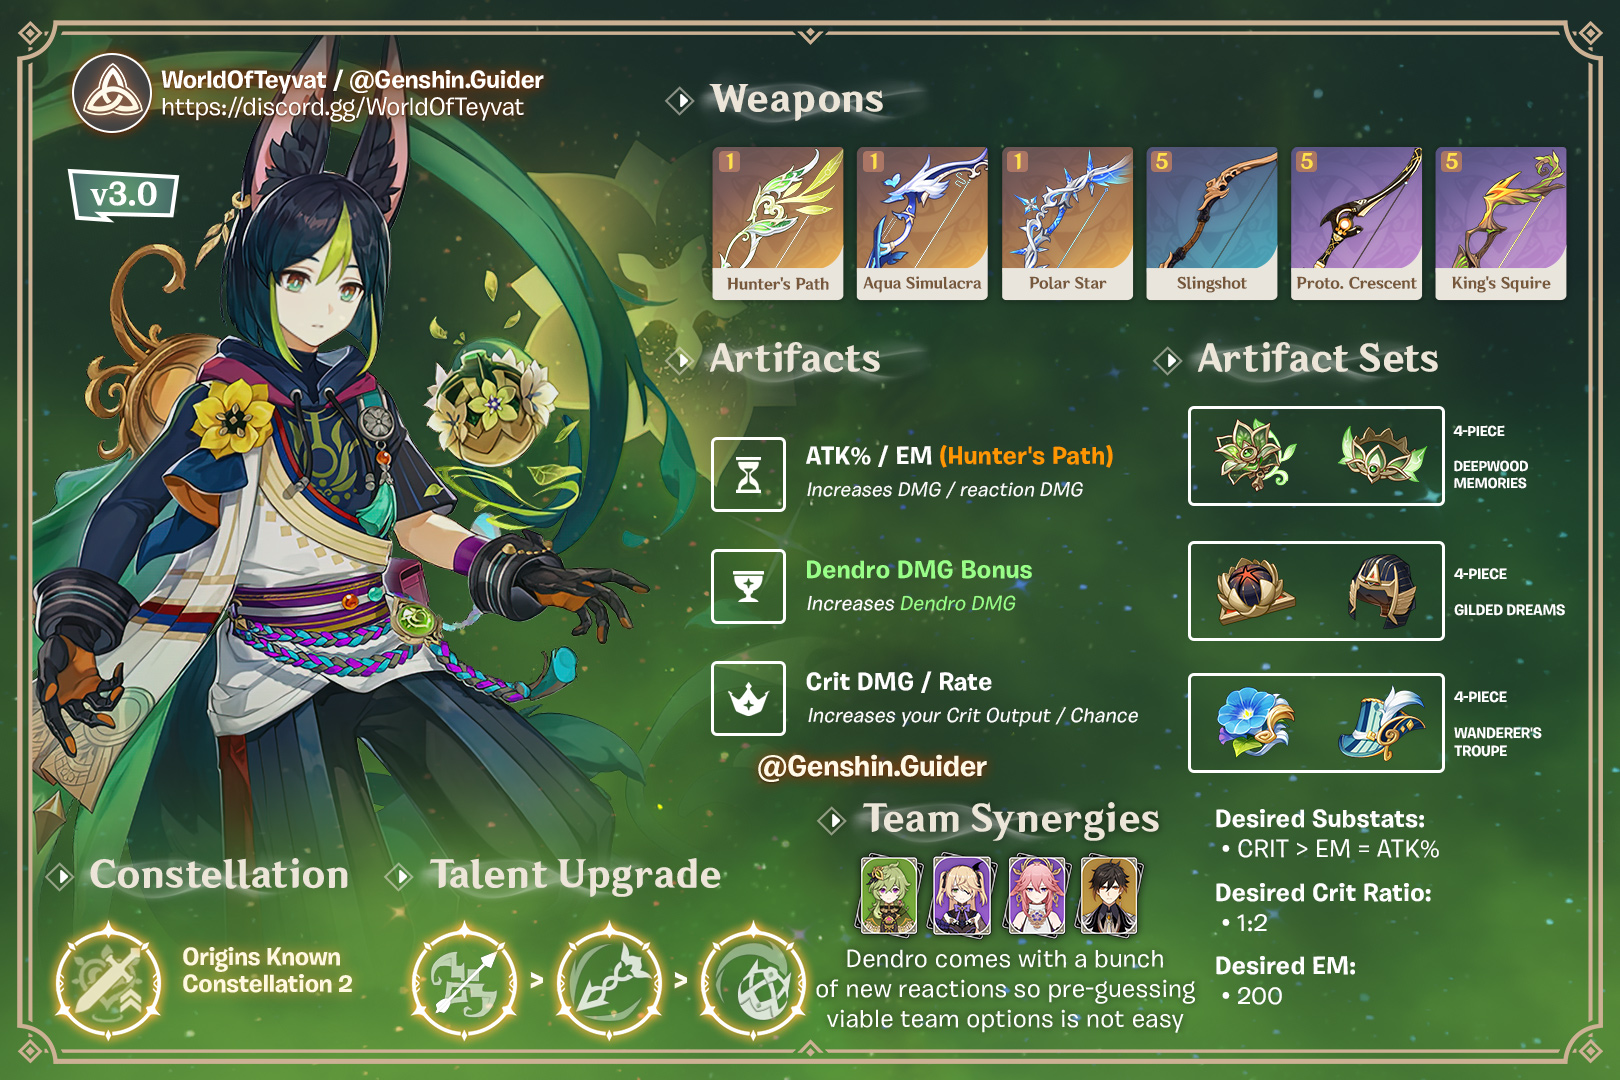 WorldOfTeyvat / @Genshin.Guider
https://discord.gg/WorldOfTeyvat
v3.0
Weapons
1
1
1
5
5
5
Hunter's Path
Aqua Simulacra
Polar Star
Slingshot
Proto. Crescent
King's Squire
Artifacts
ATK% / EM (Hunter's Path)
Increases DMG / reaction DMG
Dendro DMG Bonus
Increases Dendro DMG
Crit DMG / Rate
Increases your Crit Output / Chance
@Genshin.Guider
Artifact Sets
4-PIECE
DEEPWOOD
MEMORIES
4-PIECE
GILDED DREAMS
4-PIECE
WANDERER'S
TROUPE
Desired Substats:
• CRIT > EM = ATK%
Desired Crit Ratio:
• 1:2
Desired EM:
• 200
Team Synergies
Dendro comes with a bunch
of new reactions so pre-guessing
viable team options is not easy
Constellation
Origins Known
Constellation 2
Talent Upgrade
> >